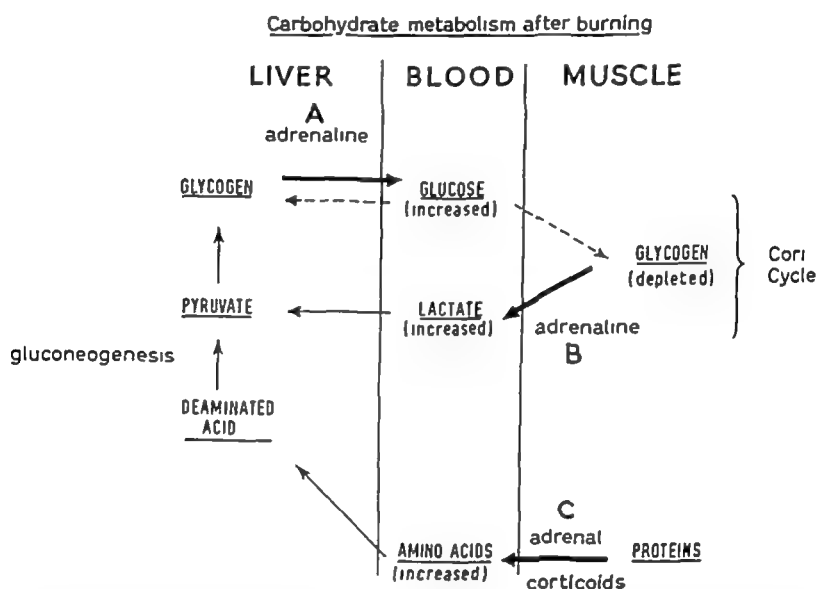 Carbohydrate metabolism after burning
LIVER BLOOD MUSCLE
A
adrenaline
GLYCOGEN GLUCOSE
(increased)
GLYCOGEN
(depleted)
Cori
Cycle
PYRUVATE LACTATE
(increased)
adrenaline
B
gluconeogenesis
DEAMINATED
ACID
C
adrenal
AMINO ACIDS PROTEINS
(increased)
corticoids